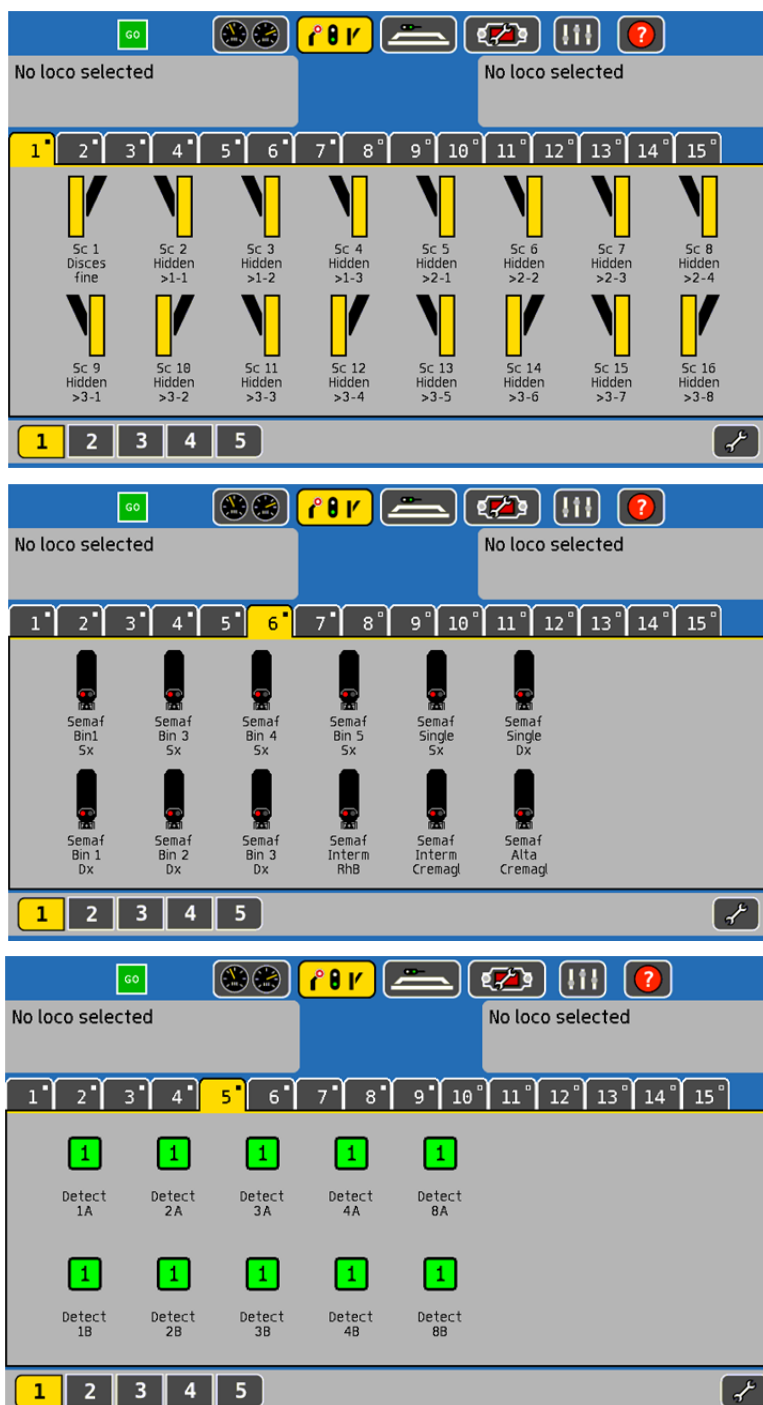 GO
?
No loco selected No loco selected
1 2 3 4 5 6 7 8 9 10 11 12 13 14 15
Sc 1 Sc 2 Sc 3 Sc 4 Sc 5 Sc 6 Sc 7 Sc 8
Disces Hidden Hidden Hidden Hidden Hidden Hidden Hidden
fine >1-1 >1-2 >1-3 >2-1 >2-2 >2-3 >2-4
Sc 9 Sc 10 Sc 11 Sc 12 Sc 13 Sc 14 Sc 15 Sc 16
Hidden Hidden Hidden Hidden Hidden Hidden Hidden Hidden
>3-1 >3-2 >3-3 >3-4 >3-5 >3-6 >3-7 >3-8
1 2 3 4 5
GO
?
No loco selected No loco selected
1 2 3 4 5 6 7 8 9 10 11 12 13 14 15
Semaf Semaf Semaf Semaf Semaf Semaf
Bin1 Bin 3 Bin 4 Bin 5 Single Single
Sx Sx Sx Sx Sx Dx
Semaf Semaf Semaf Semaf Semaf Semaf
Bin 1 Bin 2 Bin 3 Interm Interm Alta
Dx Dx Dx RhB Cremagl Cremagl
1 2 3 4 5
GO
?
No loco selected No loco selected
1 2 3 4 5 6 7 8 9 10 11 12 13 14 15
1 1 1 1 1
Detect Detect Detect Detect Detect
1A 2A 3A 4A 8A
1 1 1 1 1
Detect Detect Detect Detect Detect
1B 2B 3B 4B 8B
1 2 3 4 5